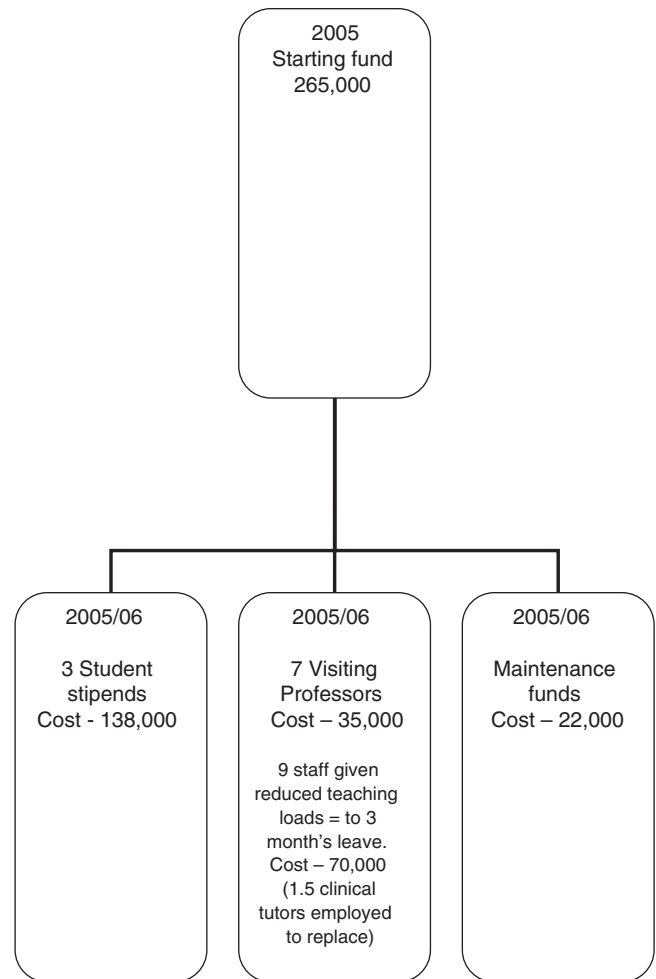 2005
Starting fund
265,000
2005/06
3 Student
stipends
Cost - 138,000
2005/06
7 Visiting
Professors
Cost – 35,000
9 staff given
reduced teaching
loads = to 3
month’s leave.
Cost – 70,000
(1.5 clinical
tutors employed
to replace)
2005/06
Maintenance
funds
Cost – 22,000